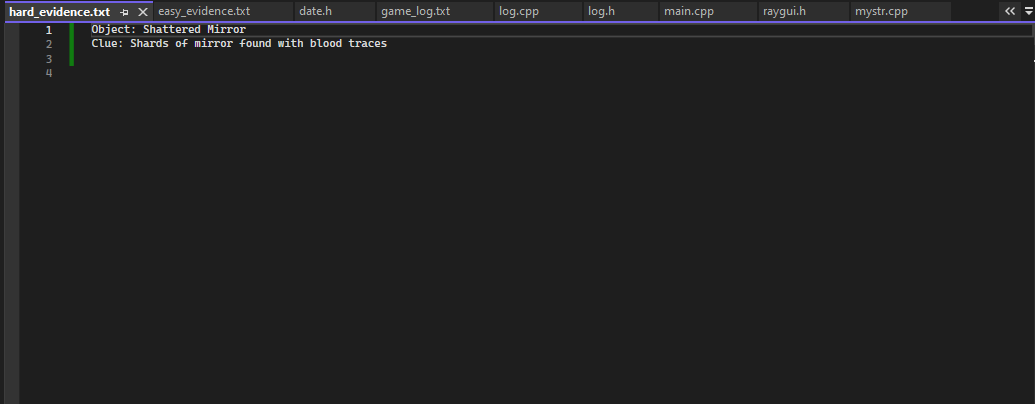 hard_evidence.txt easy_evidence.txt date.h game_log.txt log.cpp log.h main.cpp raygui.h mystr.cpp
1 Object: Shattered Mirror
2 Clue: Shards of mirror found with blood traces
3
4